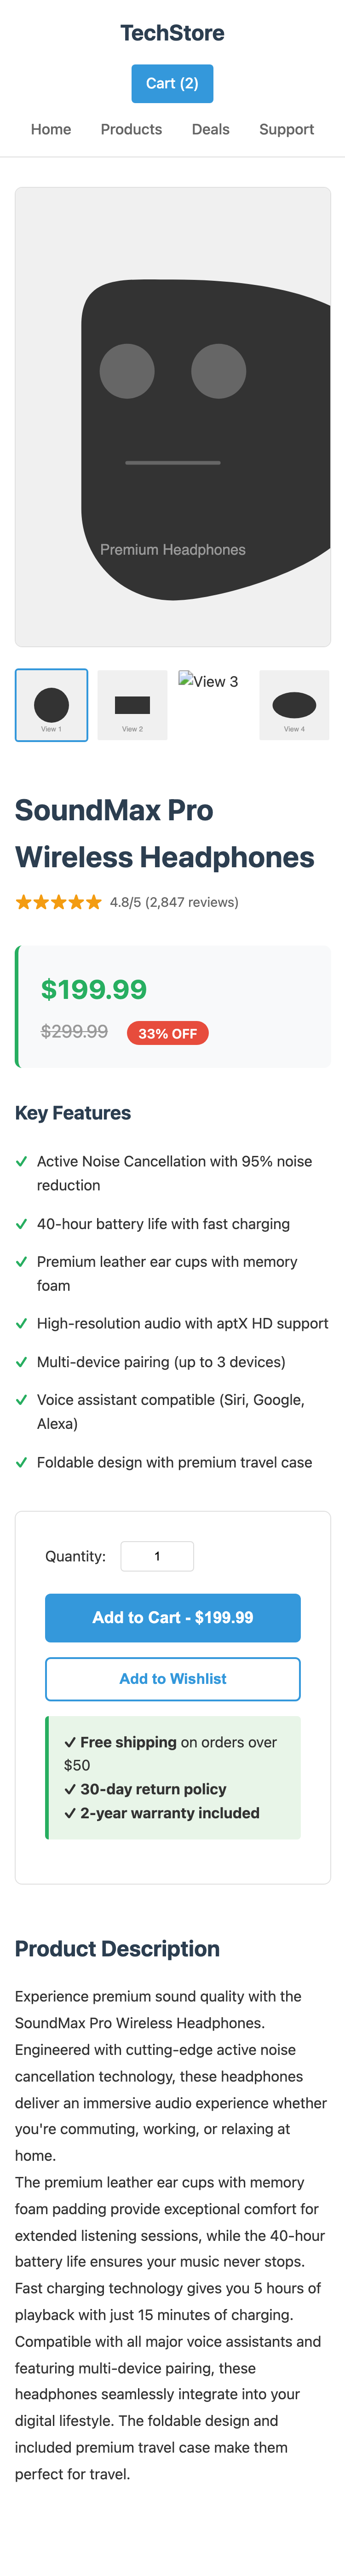 TechStore
Cart (2)
Home Products Deals Support
Premium Headphones
View 1 View 2 View 3 View 4
SoundMax Pro
Wireless Headphones
4.8/5 (2,847 reviews)
$199.99
$299.99 33% OFF
Key Features
Active Noise Cancellation with 95% noise
reduction
40-hour battery life with fast charging
Premium leather ear cups with memory
foam
High-resolution audio with aptX HD support
Multi-device pairing (up to 3 devices)
Voice assistant compatible (Siri, Google,
Alexa)
Foldable design with premium travel case
Quantity: 1
Add to Cart - $199.99
Add to Wishlist
✓ Free shipping on orders over
$50
✓ 30-day return policy
✓ 2-year warranty included
Product Description
Experience premium sound quality with the
SoundMax Pro Wireless Headphones.
Engineered with cutting-edge active noise
cancellation technology, these headphones
deliver an immersive audio experience whether
you're commuting, working, or relaxing at
home.
The premium leather ear cups with memory
foam padding provide exceptional comfort for
extended listening sessions, while the 40-hour
battery life ensures your music never stops.
Fast charging technology gives you 5 hours of
playback with just 15 minutes of charging.
Compatible with all major voice assistants and
featuring multi-device pairing, these
headphones seamlessly integrate into your
digital lifestyle. The foldable design and
included premium travel case make them
perfect for travel.